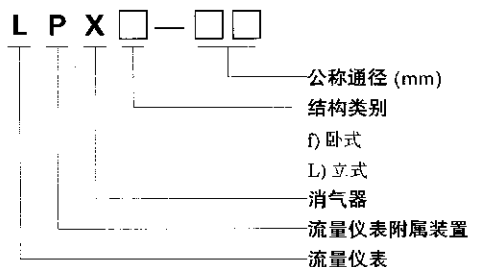 L P X □ — □ □
公称通径 (mm)
结构类别
f) 卧式
L) 立式
消气器
流量仪表附属装置
流量仪表